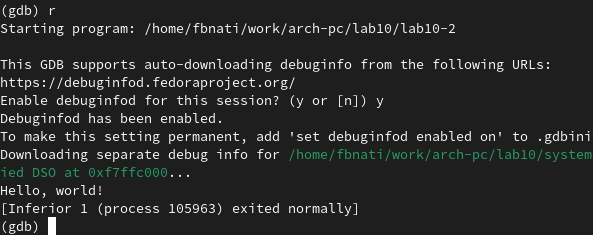 (gdb) r
Starting program: /home/fbnati/work/arch-pc/lab10/lab10-2

This GDB supports auto-downloading debuginfo from the following URLs:
https://debuginfod.fedoraproject.org/
Enable debuginfod for this session? (y or [n]) y
Debuginfod has been enabled.
To make this setting permanent, add 'set debuginfod enabled on' to .gdbini
Downloading separate debug info for /home/fbnati/work/arch-pc/lab10/system
ied DSO at 0xf7ffc000...
Hello, world!
[Inferior 1 (process 105963) exited normally]
(gdb)